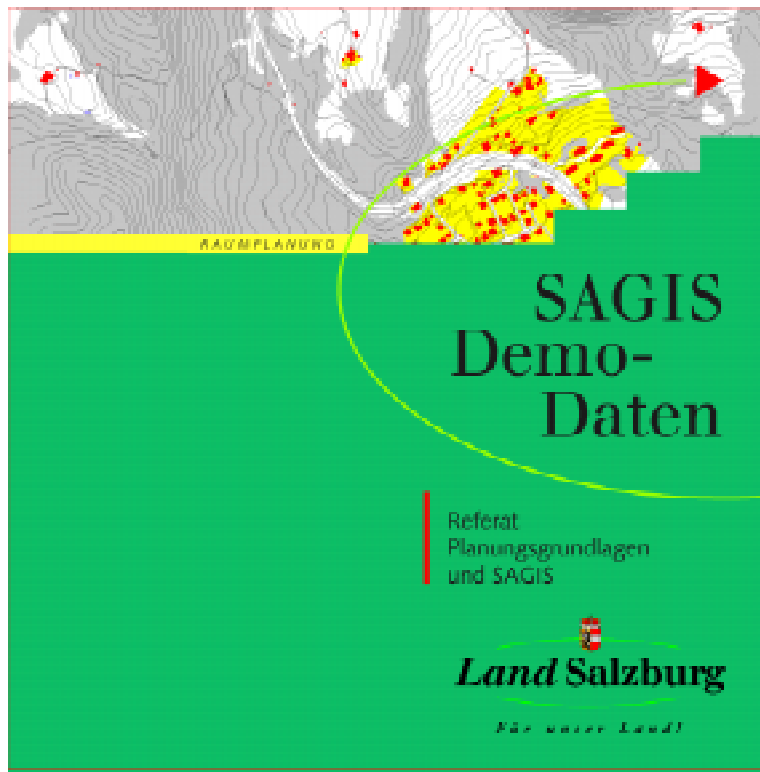 RAUMPLANUNG
SAGIS
Demo-
Daten
Referat
Planungsgrundlagen
und SAGIS
Land Salzburg
Für unser Land!